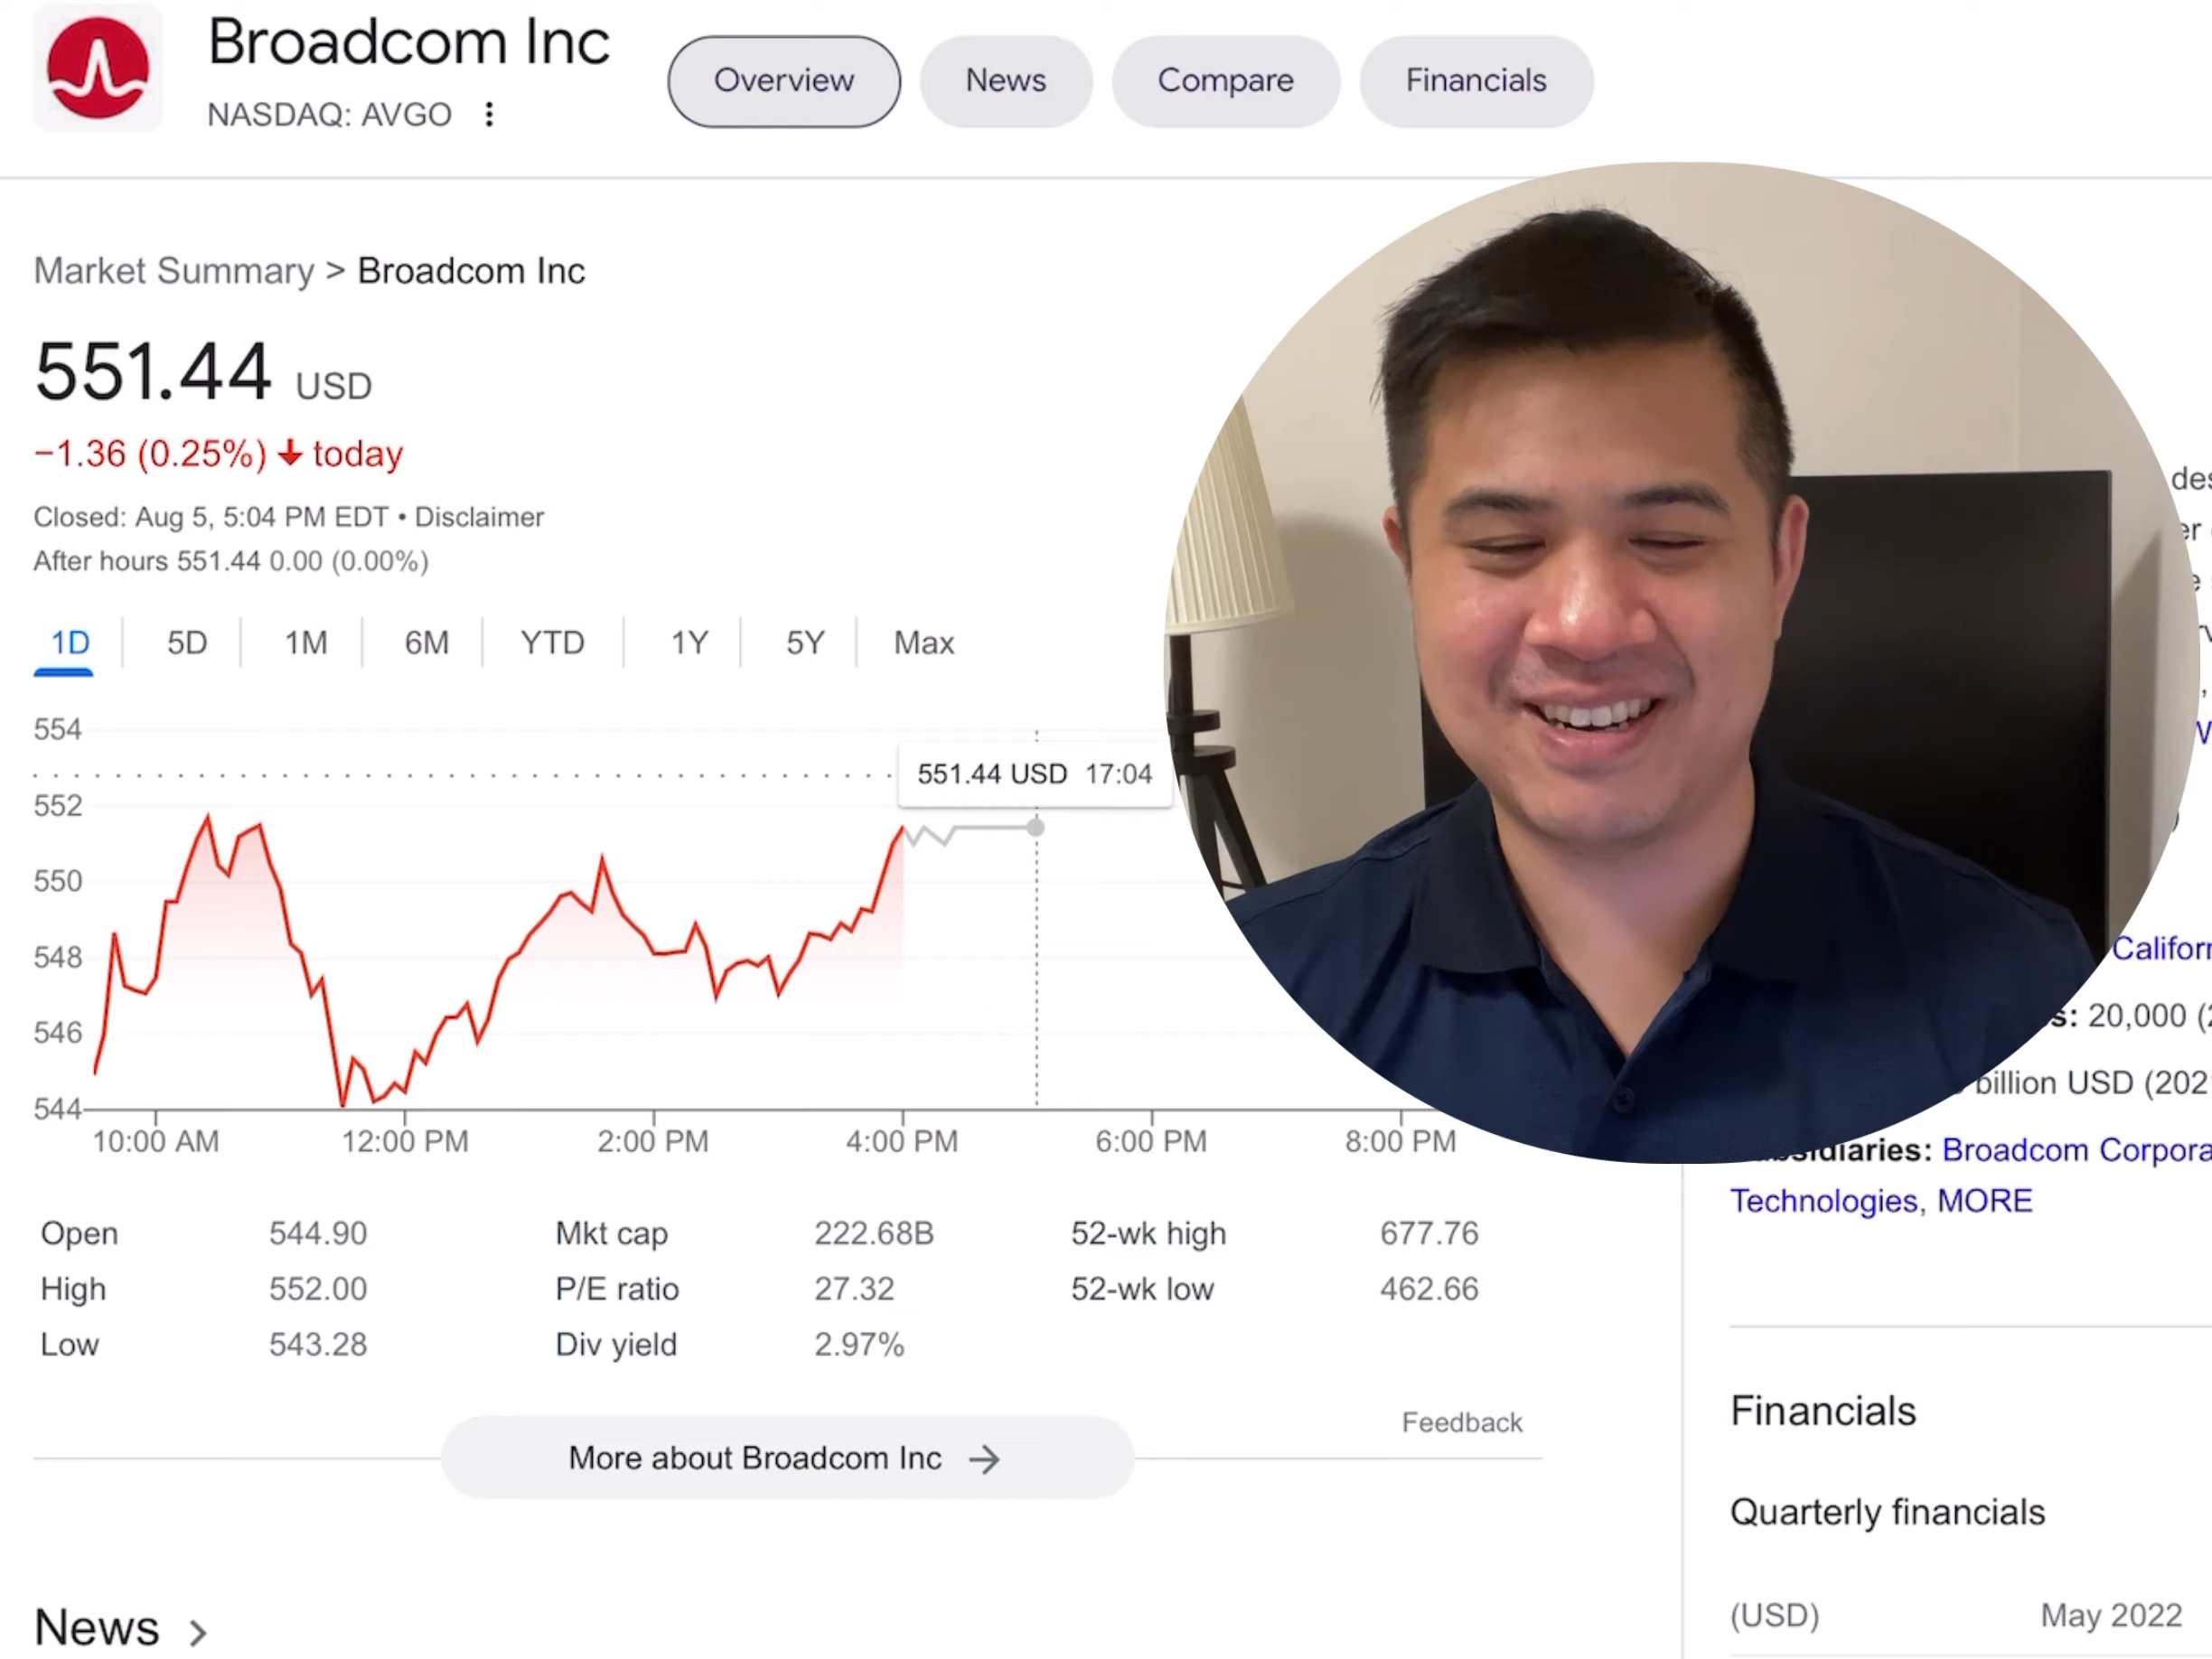 Broadcom Inc
NASDAQ: AVGO
Overview
News
Compare
Financials
Market Summary > Broadcom Inc
551.44 USD
−1.36 (0.25%) ↓ today
Closed: Aug 5, 5:04 PM EDT • Disclaimer
After hours 551.44 0.00 (0.00%)
1D 5D 1M 6M YTD 1Y 5Y Max
554
552
550
548
546
544
551.44 USD 17:04
10:00 AM 12:00 PM 2:00 PM 4:00 PM 6:00 PM 8:00 PM
Open 544.90 Mkt cap 222.68B 52-wk high 677.76
High 552.00 P/E ratio 27.32 52-wk low 462.66
Low 543.28 Div yield 2.97%
Feedback
More about Broadcom Inc →
News >
20,000
billion USD (202
Broadcom Corpora
Technologies, MORE
Financials
Quarterly financials
(USD) May 2022